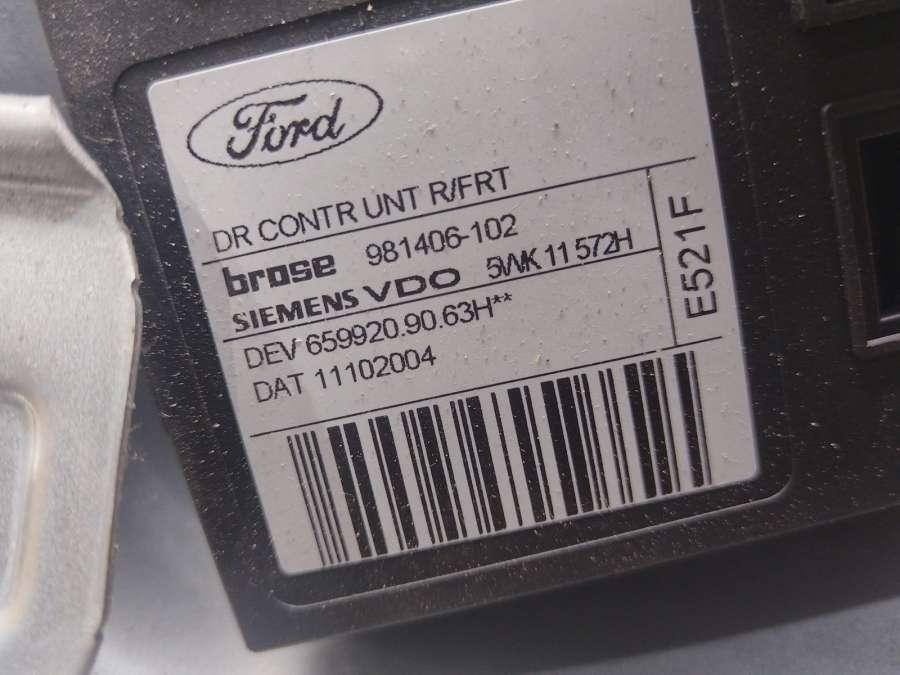 Ford
DR CONTR UNT R/FRT
brose 981406-102
SIEMENS VDO 5WK 11 572H
E521F
DEV 659920.90.63H**
DAT 11102004